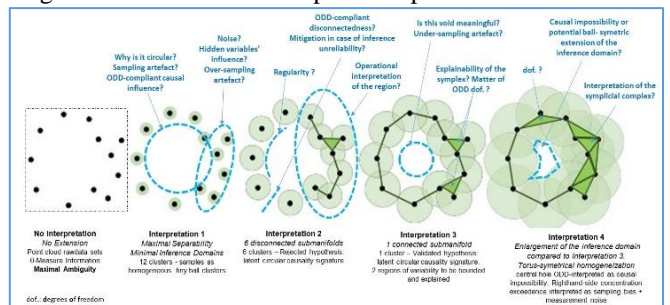 ODD-compliant
disconnectedness?
Mitigation in case of inference
unreliability?
Noise?
Hidden variables'
influence?
Over-sampling
artefact?
Why is it circular?
Sampling artefact?
ODD-compliant causal
influence?
Regularity ?
Operational
interpretation
of the region?
Is this void meaningful?
Under-sampling artefact?
Explainability of the
symplex? Matter of
ODD dof. ?
Causal impossibility or
potential ball- symetric
extension of the
inference domain?
dof. ?
Interpretation of the
symplicial complex?
No Interpretation
No Extension
Point cloud rawdata sells
0-Measure Information
Maximal Ambiguity
Interpretation 1
Maximal Separability
Minimal Inference Domains
12 clusters - samples as
homogeneous tiny ball clusters
Interpretation 2
6 disconnected submanifolds
6 clusters – Rejected hypothesis:
latent circular causality signature
Interpretation 3
1 connected submanifold
1 cluster – Validated hypothesis:
latent circular causality signature.
2 regions of variability to be bounded
and explained
Interpretation 4
Enlargement of the inference domain
compared to interpretation 3.
Torus-symetrical homogeneization
central hole ODD-interpreted as causal
impossibility. Righthand-side concentration
exceedence interpreted as sampling bias +
measurement noise
dof.: degrees of freedom